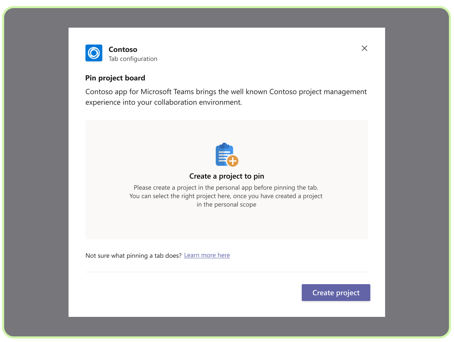 Contoso
Tab configuration
Pin project board
Contoso app for Microsoft Teams brings the well known Contoso project management
experience into your collaboration environment.
Create a project to pin
Please create a project in the personal app before pinning the tab.
You can select the right project here, once you have created a project
in the personal scope
Not sure what pinning a tab does? Learn more here
Create project